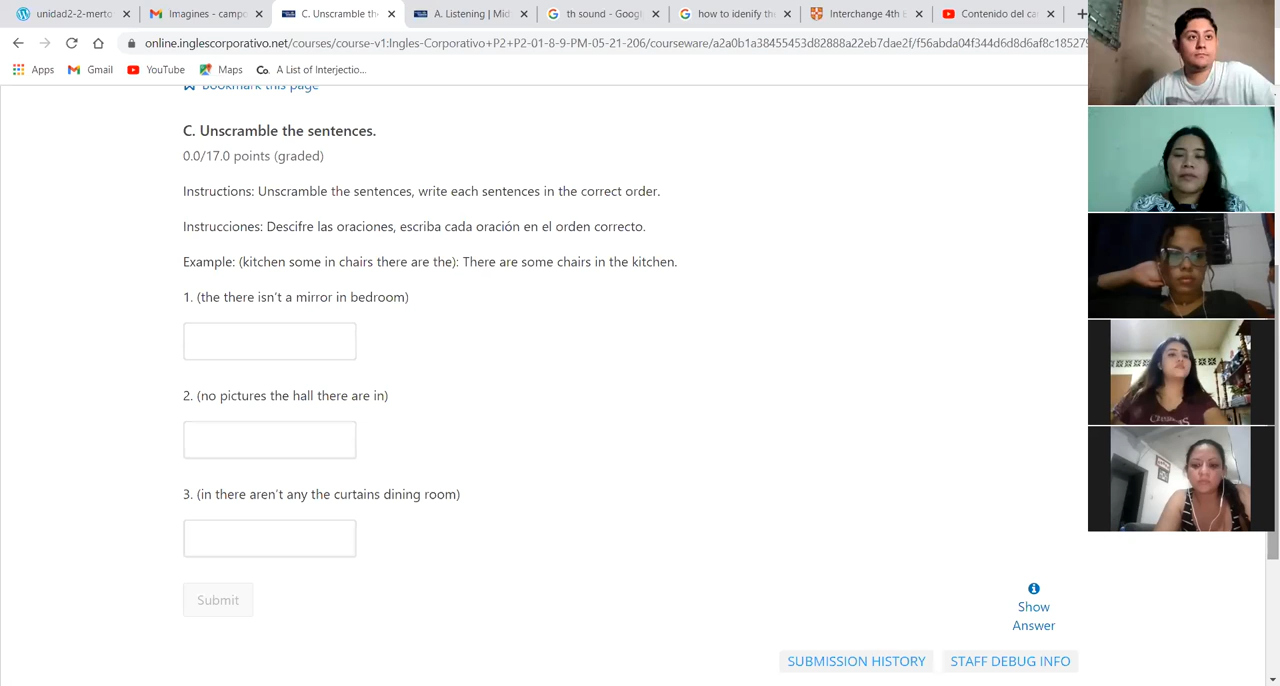 unidad2-2-merto
Imagines - campo
C. Unscramble the
A. Listening | Mid
th sound - Googl
how to idenify the
Interchange 4th E
Contenido del ca
online.inglescorporativo.net/courses/course-v1:Ingles-Corporativo+P2+P2-01-8-9-PM-05-21-206/courseware/a2a0b1a38455453d82888a22eb7dae2f/f56abda04f344d6d8d6af8c185279
Apps
Gmail
YouTube
Maps
Co. A List of Interjectio...
Bookmark this page
C. Unscramble the sentences.
0.0/17.0 points (graded)
Instructions: Unscramble the sentences, write each sentences in the correct order.
Instrucciones: Descifre las oraciones, escriba cada oración en el orden correcto.
Example: (kitchen some in chairs there are the): There are some chairs in the kitchen.
1. (the there isn't a mirror in bedroom)
2. (no pictures the hall there are in)
3. (in there aren't any the curtains dining room)
Submit
Show
Answer
SUBMISSION HISTORY
STAFF DEBUG INFO